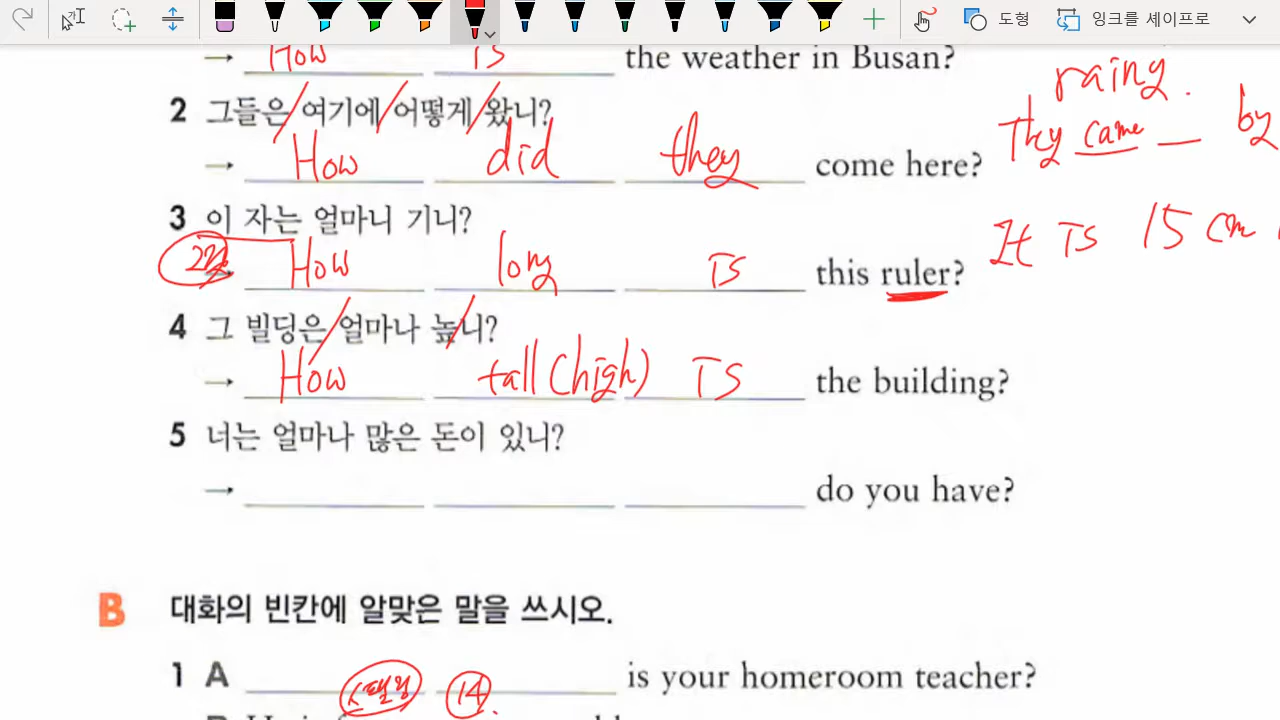 가 도형 잉크를 셰이프로
→ How is the weather in Busan?
rainy.
2 그들은/여기에/어떻게/왔니?
They came by
→ How did they come here?
3 이 자는 얼마니 기니?
It is 15 cm
→ How long is this ruler?
4 그 빌딩은/얼마나 높/니?
→ How tall (high) is the building?
5 너는 얼마나 많은 돈이 있니?
→ do you have?
B 대화의 빈칸에 알맞은 말을 쓰시오.
1 A is your homeroom teacher?
14.